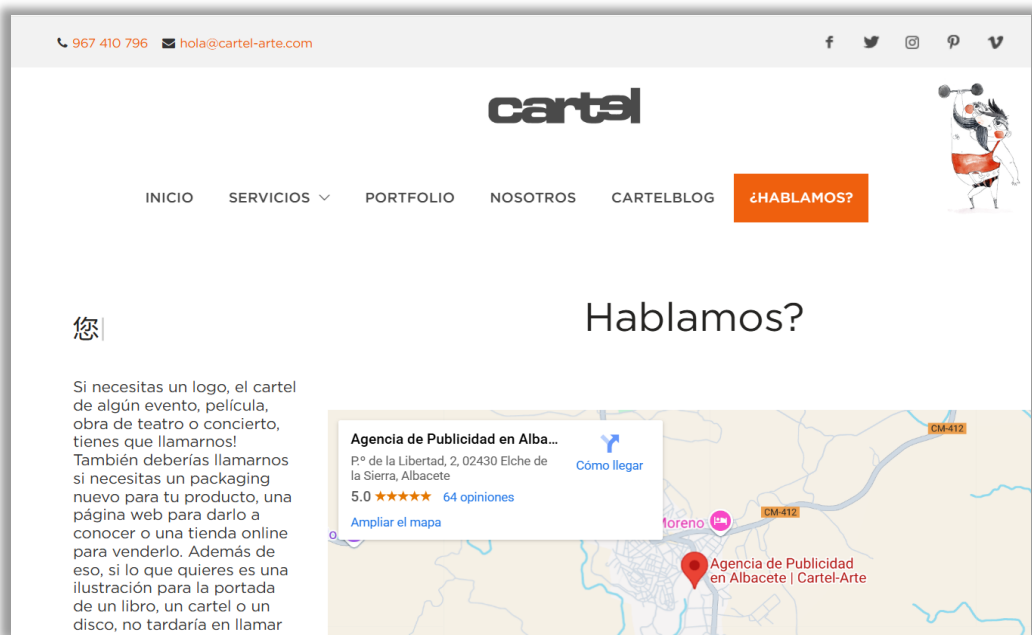 967 410 796 hola@cartel-arte.com
cartel
INICIO SERVICIOS PORTFOLIO NOSOTROS CARTELBLOG ¿HABLAMOS?
Hablamos?
您
Si necesitas un logo, el cartel
de algún evento, película,
obra de teatro o concierto,
tienes que llamarnos!
También deberías llamarnos
si necesitas un packaging
nuevo para tu producto, una
página web para darlo a
conocer o una tienda online
para venderlo. Además de
eso, si lo que quieres es una
ilustración para la portada
de un libro, un cartel o un
disco, no tardaría en llamar
Agencia de Publicidad en Alba...
P.º de la Libertad, 2, 02430 Elche de
la Sierra, Albacete
Cómo llegar
5.0 ★★★★★ 64 opiniones
Ampliar el mapa
CM-412
CM-412
Moreno
o
Agencia de Publicidad
en Albacete | Cartel-Arte